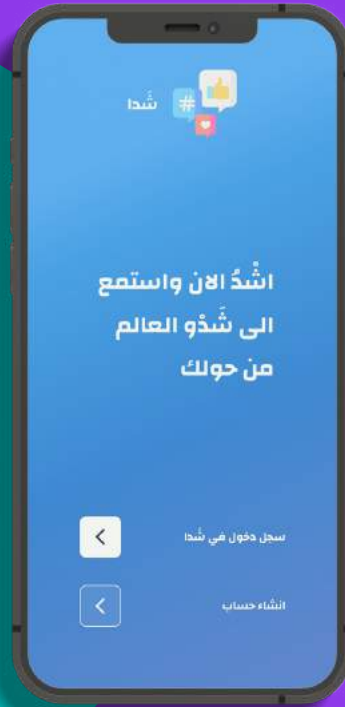 شَدا
#
اشْدُ الان واستمع
الى شَدْو العالم
من حولك
سجل دخول في شَدا
انشاء حساب